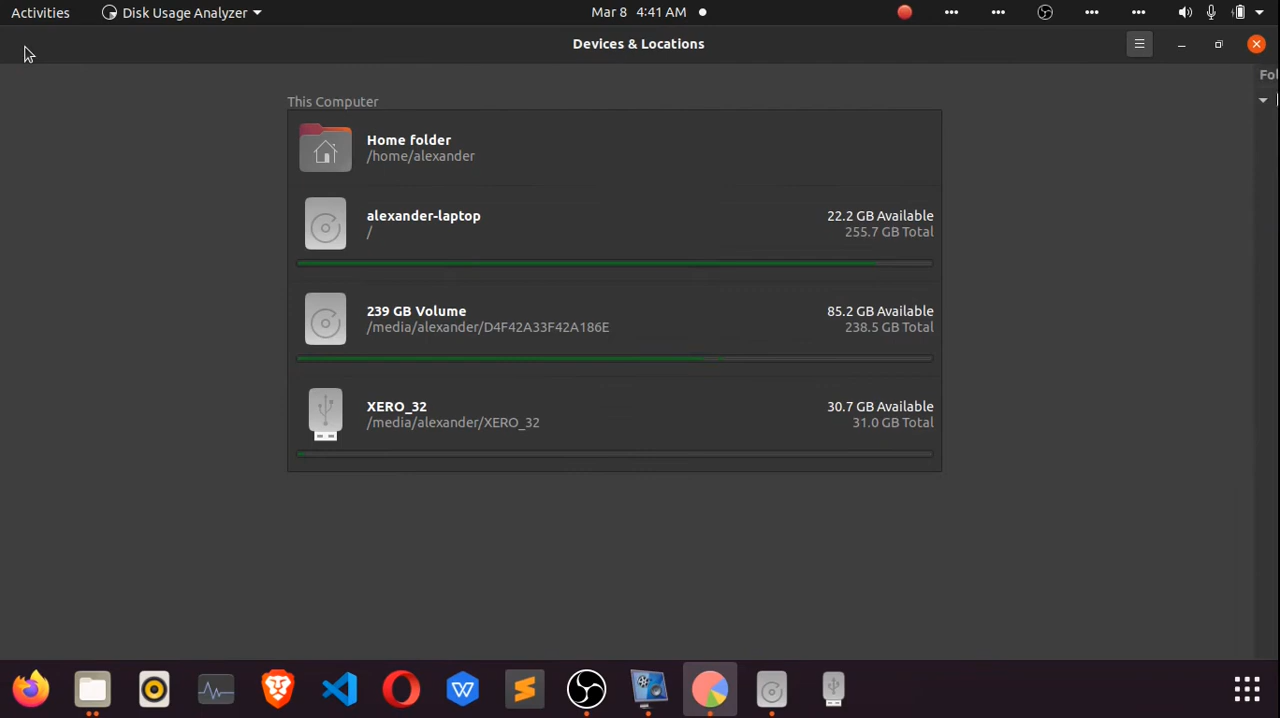 Activities
Disk Usage Analyzer
Mar 8 4:41 AM
Devices & Locations
Fol
This Computer
Home folder
/home/alexander
alexander-laptop
22.2 GB Available
/
255.7 GB Total
239 GB Volume
85.2 GB Available
/media/alexander/D4F42A33F42A186E
238.5 GB Total
XERO_32
30.7 GB Available
/media/alexander/XERO_32
31.0 GB Total